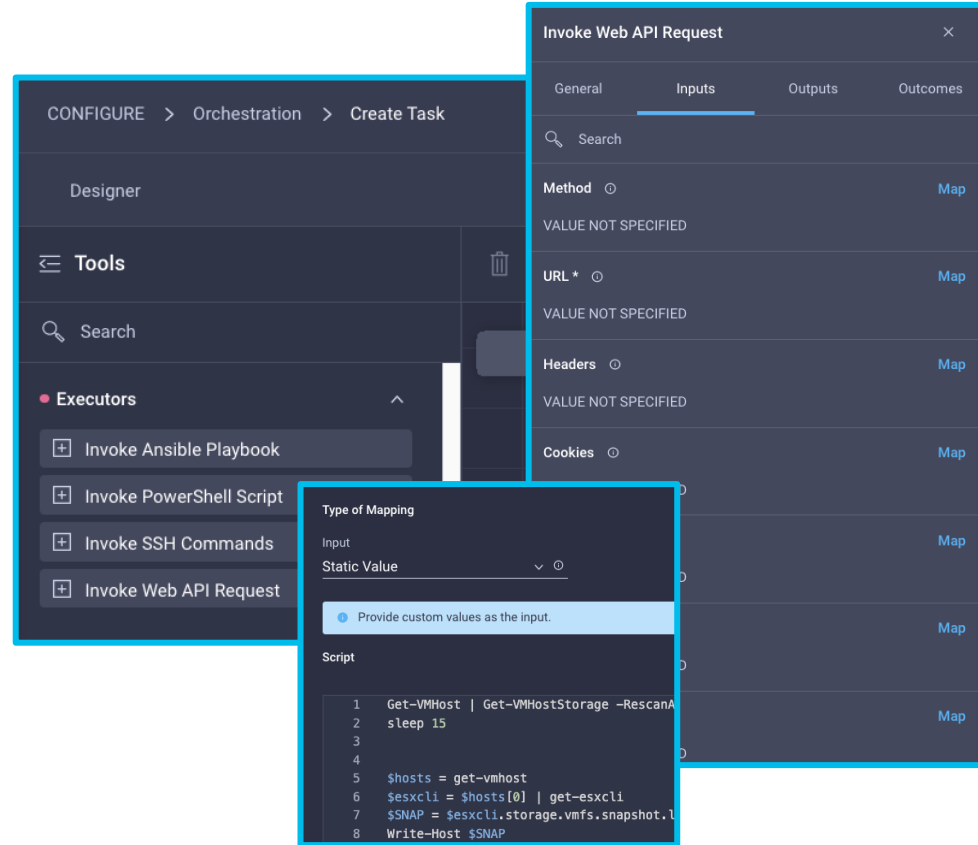 CONFIGURE > Orchestration > Create Task
Designer
Tools
Search
Executors
Invoke Ansible Playbook
Invoke PowerShell Script
Invoke SSH Commands
Invoke Web API Request
Invoke Web API Request
General Inputs Outputs Outcomes
Search
Method Map
VALUE NOT SPECIFIED
URL * Map
VALUE NOT SPECIFIED
Headers Map
VALUE NOT SPECIFIED
Cookies Map
D
Map
D
Map
D
Map
D
Type of Mapping
Input
Static Value
Provide custom values as the input.
Script
1 Get-VMHost | Get-VMHostStorage -RescanA
2 sleep 15
3
4
5 $hosts = get-vmhost
6 $esxcli = $hosts[0] | get-esxcli
7 $SNAP = $esxcli.storage.vmfs.snapshot.l
8 Write-Host $SNAP